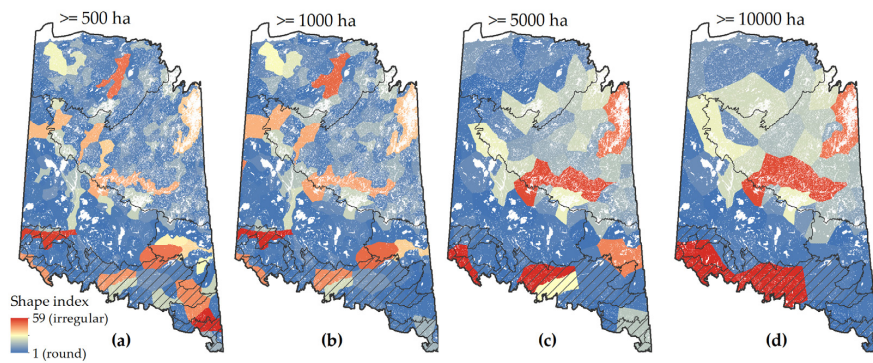 >= 500 ha
>= 1000 ha
>= 5000 ha
>= 10000 ha
Shape index
59 (irregular)
1 (round)
(a)
(b)
(c)
(d)